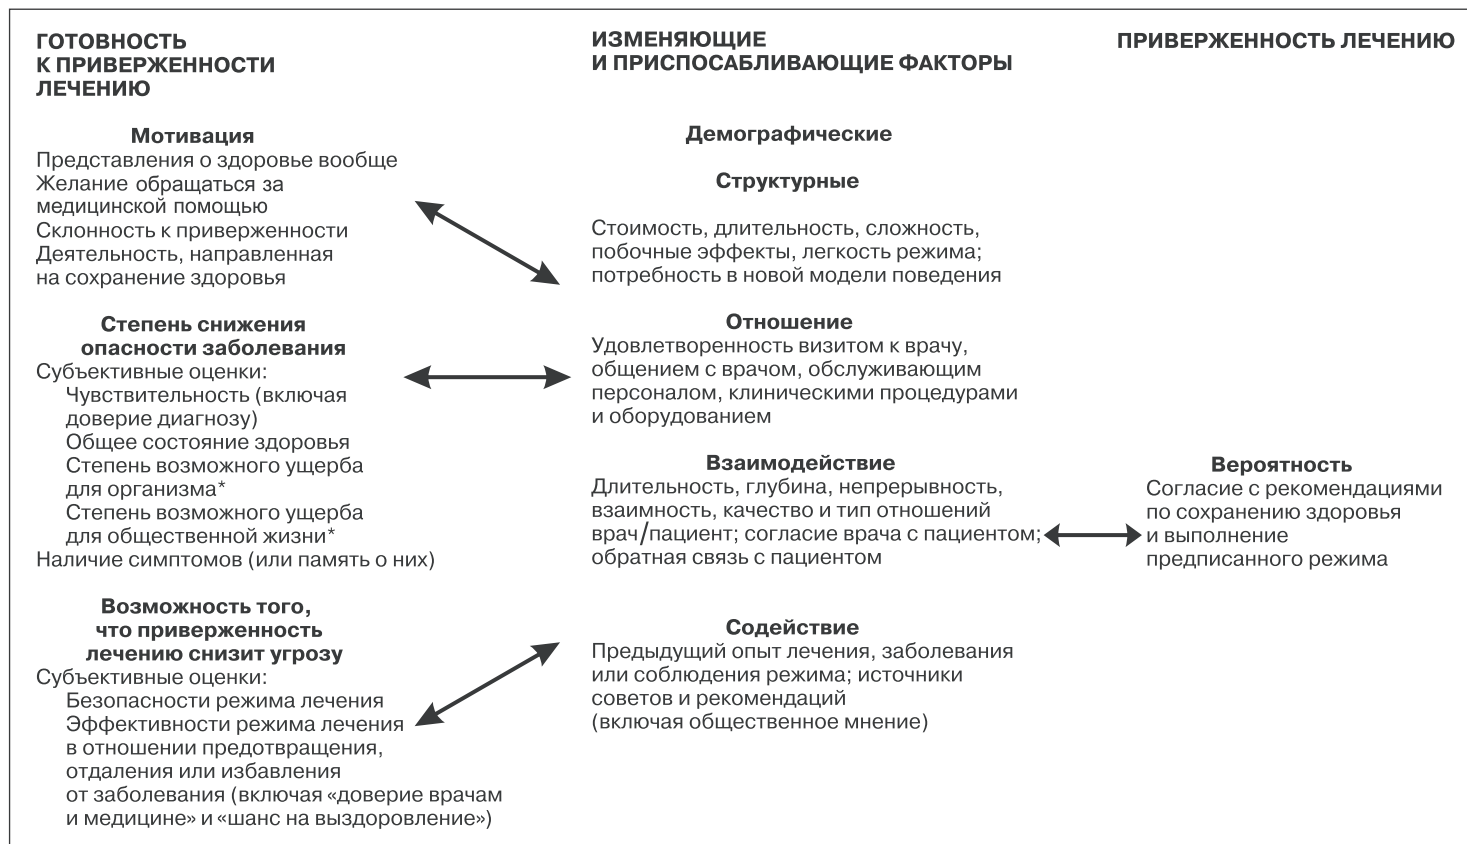 ГОТОВНОСТЬ
К ПРИВЕРЖЕННОСТИ
ЛЕЧЕНИЮ
Мотивация
Представления о здоровье вообще
Желание обращаться за
медицинской помощью
Склонность к приверженности
Деятельность, направленная
на сохранение здоровья
Степень снижения
опасности заболевания
Субъективные оценки:
Чувствительность (включая
доверие диагнозу)
Общее состояние здоровья
Степень возможного ущерба
для организма*
Степень возможного ущерба
для общественной жизни*
Наличие симптомов (или память о них)
Возможность того,
что приверженность
лечению снизит угрозу
Субъективные оценки:
Безопасности режима лечения
Эффективности режима лечения
в отношении предотвращения,
отдаления или избавления
от заболевания (включая «доверие врачам
и медицине» и «шанс на выздоровление»)
ИЗМЕНЯЮЩИЕ
И ПРИСПОСАБЛИВАЮЩИЕ ФАКТОРЫ
Демографические
Структурные
Стоимость, длительность, сложность,
побочные эффекты, легкость режима;
потребность в новой модели поведения
Отношение
Удовлетворенность визитом к врачу,
общением с врачом, обслуживающим
персоналом, клиническими процедурами
и оборудованием
Взаимодействие
Длительность, глубина, непрерывность,
взаимность, качество и тип отношений
врач/пациент; согласие врача с пациентом;
обратная связь с пациентом
Содействие
Предыдущий опыт лечения, заболевания
или соблюдения режима; источники
советов и рекомендаций
(включая общественное мнение)
ПРИВЕРЖЕННОСТЬ ЛЕЧЕНИЮ
Вероятность
Согласие с рекомендациями
по сохранению здоровья
и выполнение
предписанного режима